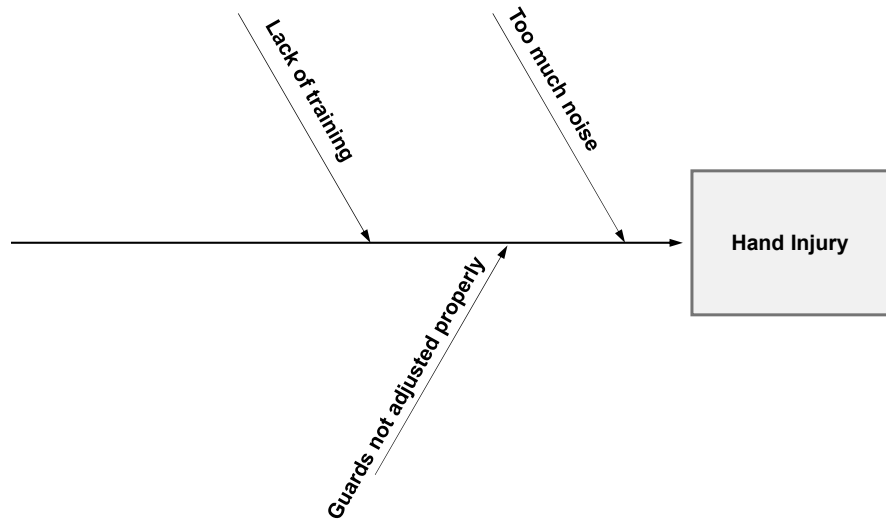 Lack of training
Too much noise
Hand Injury
Guards not adjusted properly